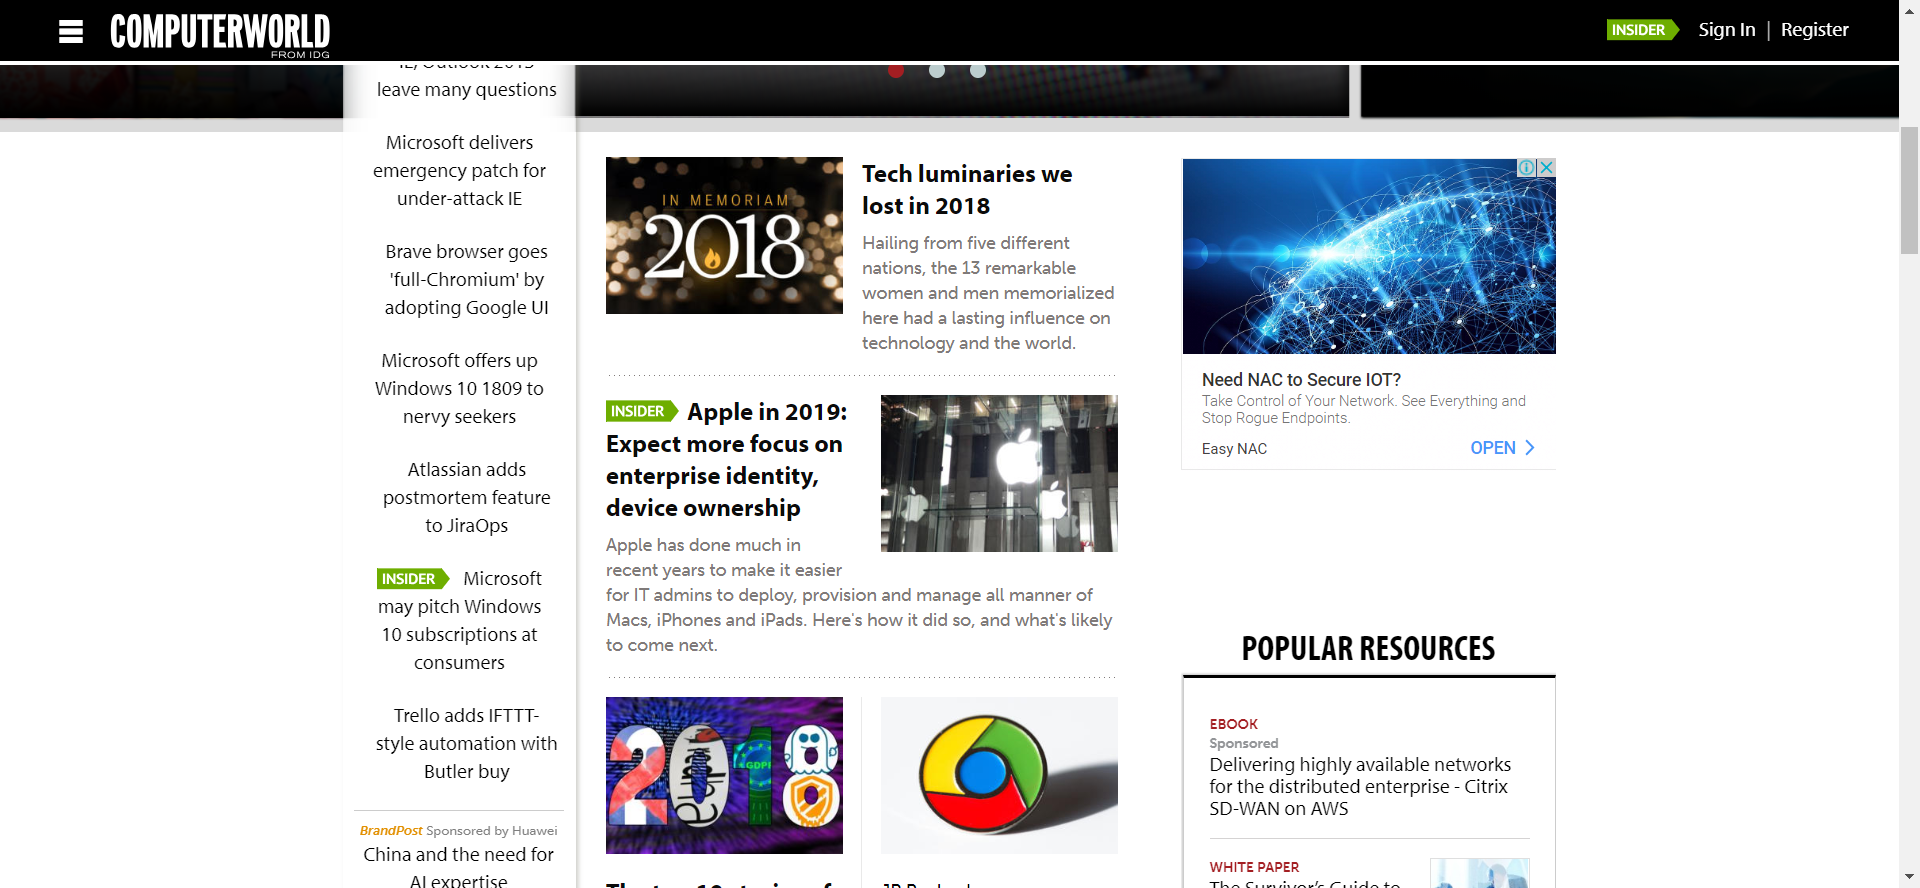 COMPUTERWORLD
FROM IDG
INSIDER
Sign In | Register
IE, Outlook 2013
leave many questions
Microsoft delivers
emergency patch for
under-attack IE
Brave browser goes
'full-Chromium' by
adopting Google UI
Microsoft offers up
Windows 10 1809 to
nervy seekers
Atlassian adds
postmortem feature
to JiraOps
INSIDER Microsoft
may pitch Windows
10 subscriptions at
consumers
Trello adds IFTTT-
style automation with
Butler buy
BrandPost Sponsored by Huawei
China and the need for
AI expertise
IN MEMORIAM
2018
Tech luminaries we
lost in 2018
Hailing from five different
nations, the 13 remarkable
women and men memorialized
here had a lasting influence on
technology and the world.
INSIDER Apple in 2019:
Expect more focus on
enterprise identity,
device ownership
Apple has done much in
recent years to make it easier
for IT admins to deploy, provision and manage all manner of
Macs, iPhones and iPads. Here's how it did so, and what's likely
to come next.
2018
GDPR
Need NAC to Secure IOT?
Take Control of Your Network. See Everything and
Stop Rogue Endpoints.
Easy NAC
OPEN
POPULAR RESOURCES
EBOOK
Sponsored
Delivering highly available networks
for the distributed enterprise - Citrix
SD-WAN on AWS
WHITE PAPER
The Survivor's Guide to